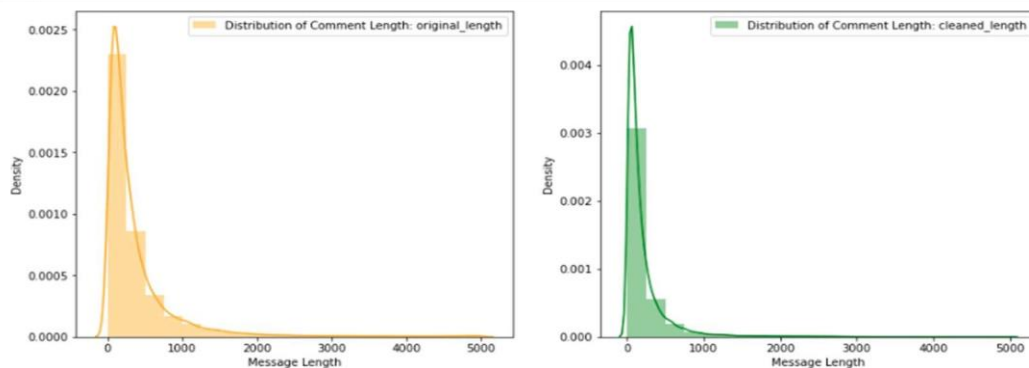 Distribution of Comment Length: original_length
0.0025
0.0020
0.0015
0.0010
0.0005
0.0000
Density
0 1000 2000 3000 4000 5000
Message Length
Distribution of Comment Length: cleaned_length
0.004
0.003
0.002
0.001
0.000
Density
0 1000 2000 3000 4000 5000
Message Length